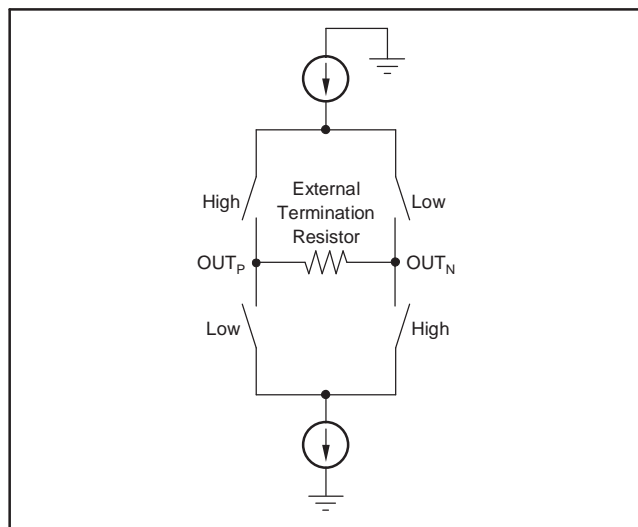 External
Termination
Resistor
High
Low
OUTP
OUTN
Low
High